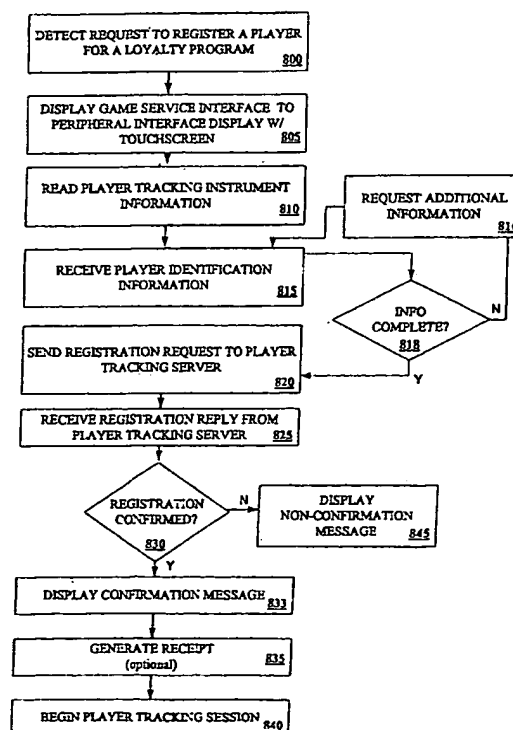 DETECT REQUEST TO REGISTER A PLAYER
FOR A LOYALTY PROGRAM
800
DISPLAY GAME SERVICE INTERFACE TO
PERIPHERAL INTERFACE DISPLAY W/
TOUCHSCREEN
805
READ PLAYER TRACKING INSTRUMENT
INFORMATION
810
REQUEST ADDITIONAL
INFORMATION
RECEIVE PLAYER IDENTIFICATION
INFORMATION
815
INFO
COMPLETE?
818
N
Y
SEND REGISTRATION REQUEST TO PLAYER
TRACKING SERVER
820
RECEIVE REGISTRATION REPLY FROM
PLAYER TRACKING SERVER
825
REGISTRATION
CONFIRMED?
830
N
DISPLAY
NON-CONFIRMATION
MESSAGE
845
Y
DISPLAY CONFIRMATION MESSAGE
833
GENERATE RECEIPT
(optional)
835
BEGIN PLAYER TRACKING SESSION
840